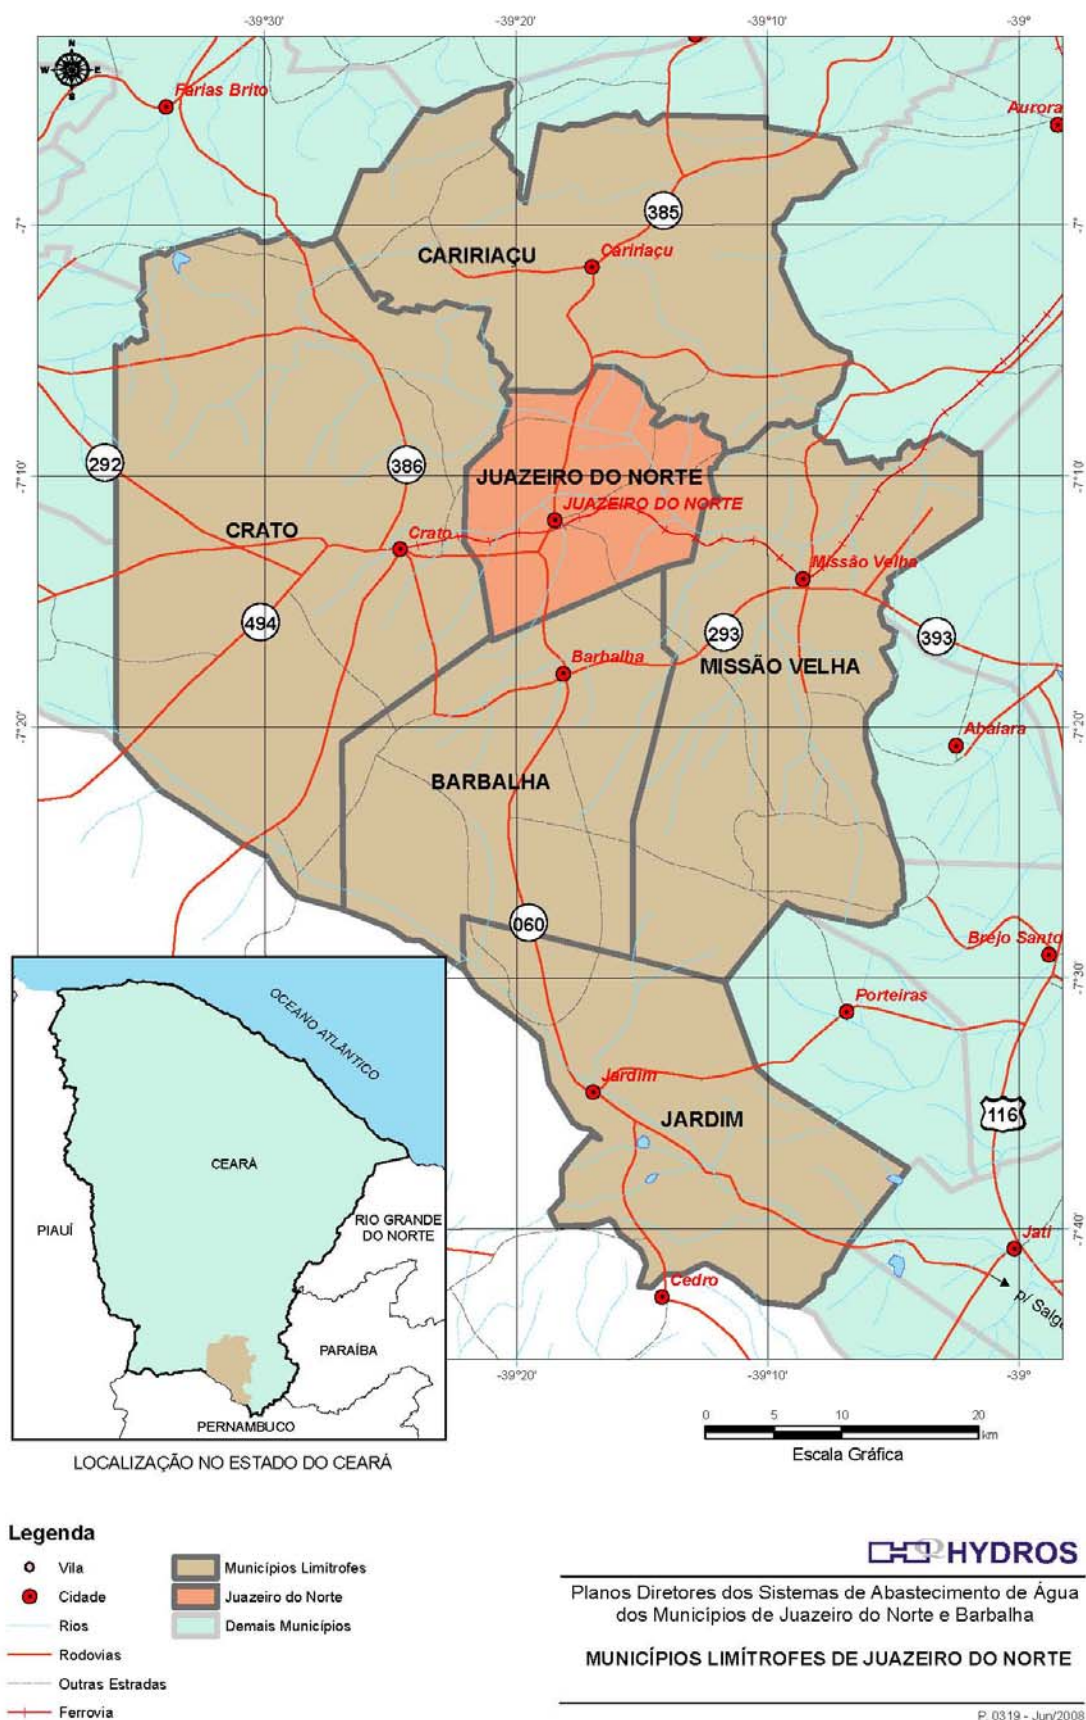 -39°30'
-39°20'
-39°10'
-39°
N
W
E
S
Farias Brito
Aurora
-7°
-7°
385
CARIRIAÇU
Caririaçu
292
386
-7°10'
-7°10'
JUAZEIRO DO NORTE
JUAZEIRO DO NORTE
CRATO
Crato
Missão Velha
494
293
393
Barbalha
MISSÃO VELHA
-7°20'
-7°20'
Abaiara
BARBALHA
060
Brejo Santo
-7°30'
Porteiras
Jardim
JARDIM
116
-7°40'
Jati
Cedro
p/ Salg
OCEANO ATLÂNTICO
CEARÁ
PIAUÍ
RIO GRANDE
DO NORTE
PARAÍBA
PERNAMBUCO
-39°20'
-39°10'
-39°
0
5
10
20
km
Escala Gráfica
LOCALIZAÇÃO NO ESTADO DO CEARÁ
Legenda
Vila
Cidade
Rios
Rodovias
Outras Estradas
Ferrovia
Municípios Limítrofes
Juazeiro do Norte
Demais Municípios
HYDROS
Planos Diretores dos Sistemas de Abastecimento de Água
dos Municípios de Juazeiro do Norte e Barbalha
MUNICÍPIOS LIMÍTROFES DE JUAZEIRO DO NORTE
P. 0319 - Jun/2008